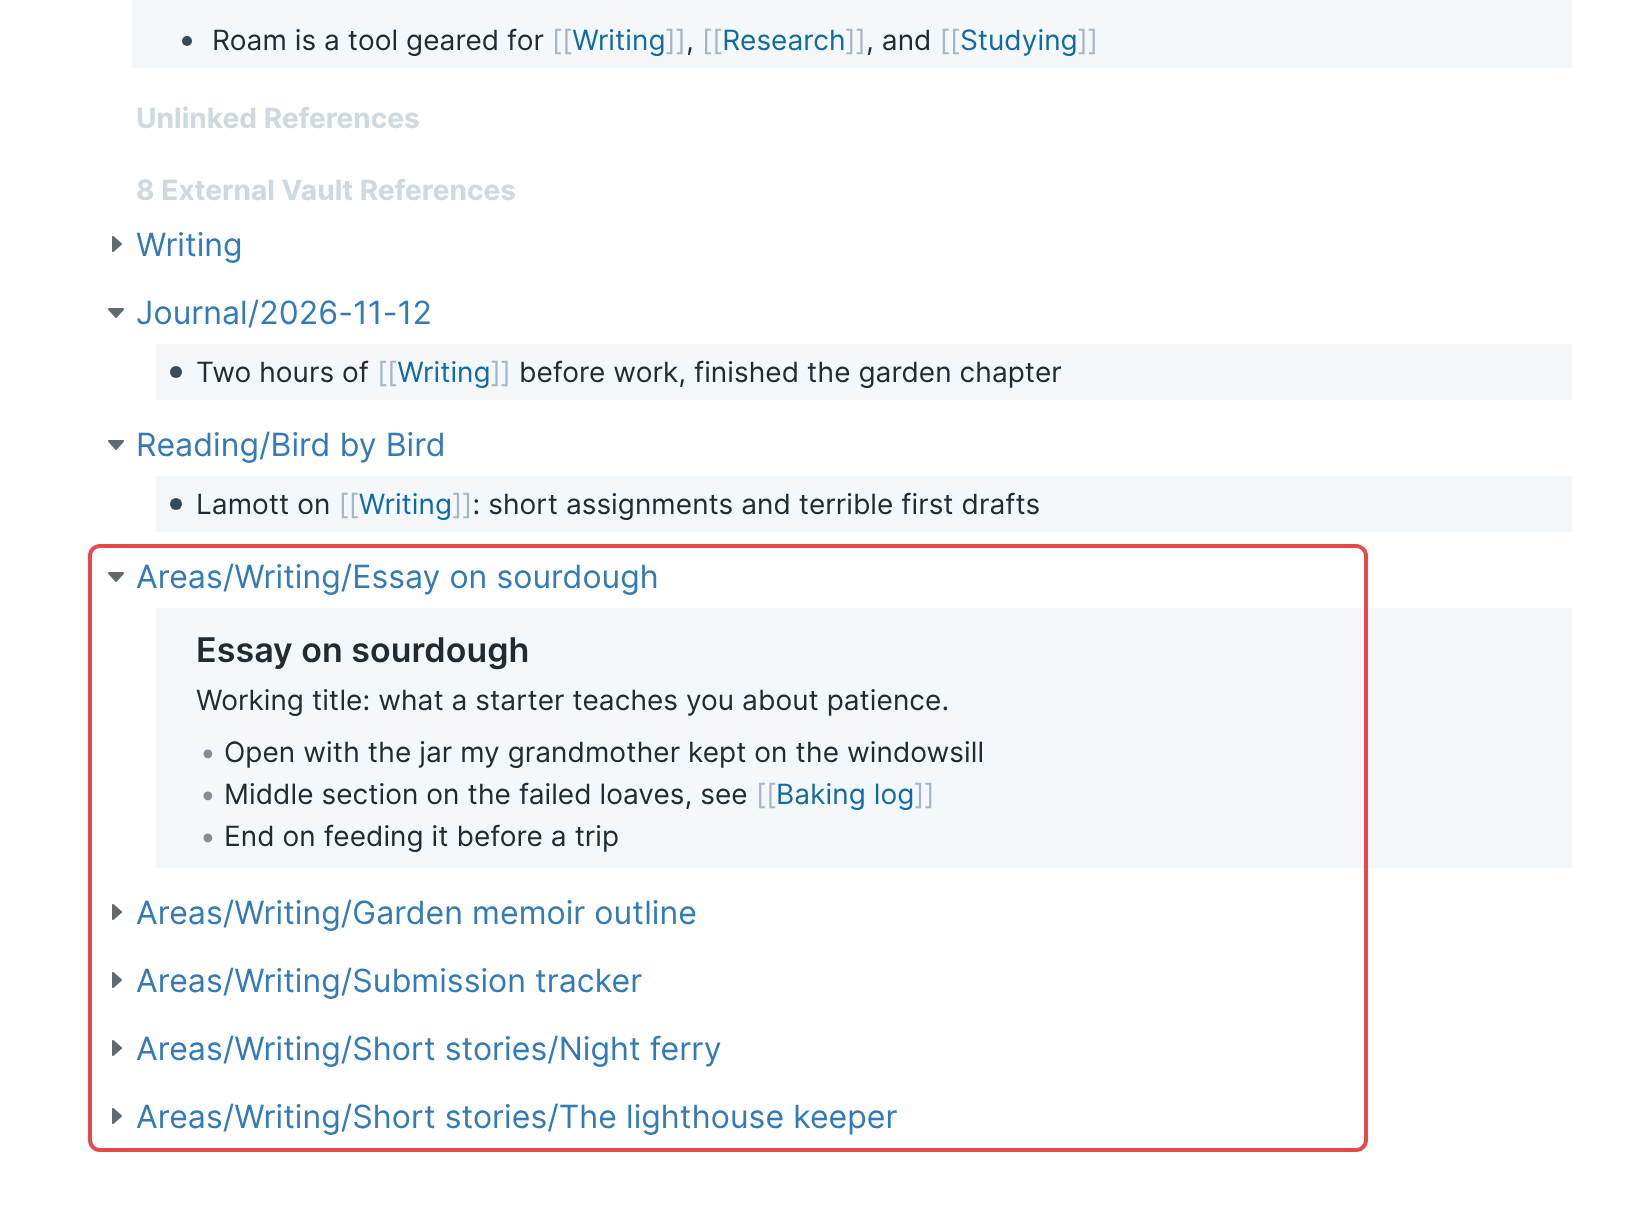 • Roam is a tool geared for [[Writing]], [[Research]], and [[Studying]]
Unlinked References
8 External Vault References
Writing
Journal/2026-11-12
• Two hours of [[Writing]] before work, finished the garden chapter
Reading/Bird by Bird
• Lamott on [[Writing]]: short assignments and terrible first drafts
Areas/Writing/Essay on sourdough
Essay on sourdough
Working title: what a starter teaches you about patience.
• Open with the jar my grandmother kept on the windowsill
• Middle section on the failed loaves, see [[Baking log]]
• End on feeding it before a trip
Areas/Writing/Garden memoir outline
Areas/Writing/Submission tracker
Areas/Writing/Short stories/Night ferry
Areas/Writing/Short stories/The lighthouse keeper